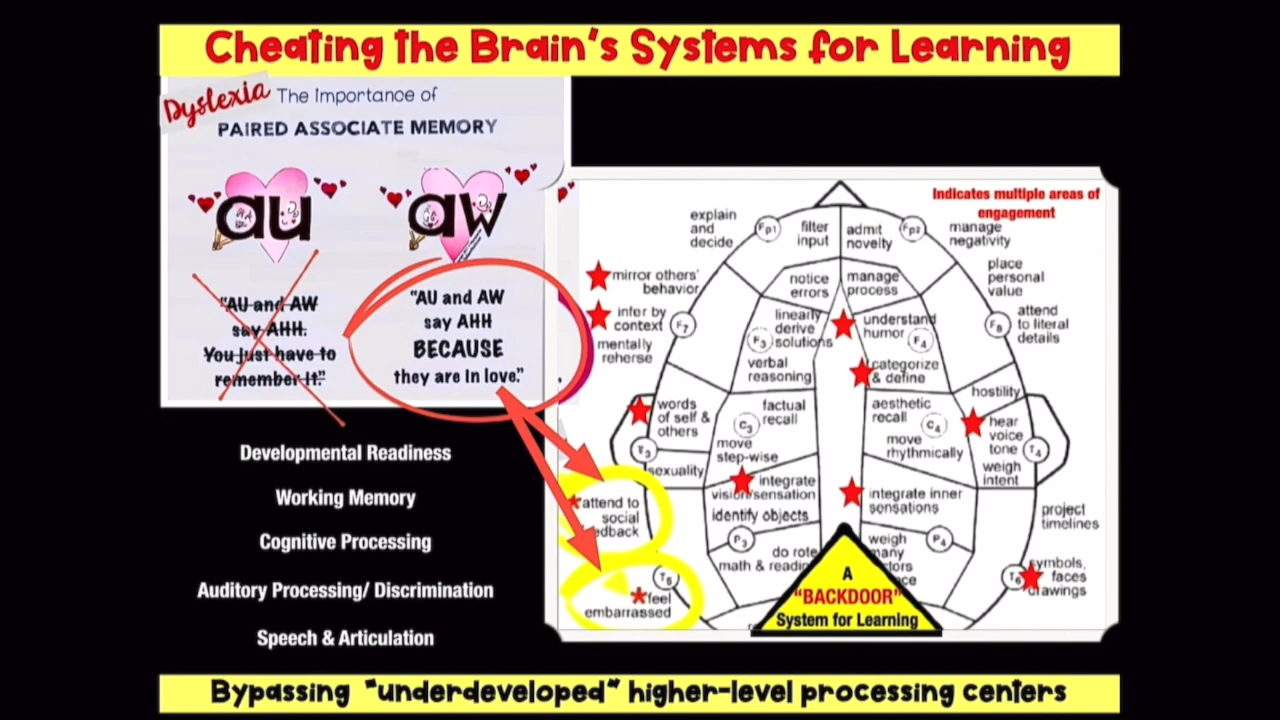 Cheating the Brain's Systems for Learning
Dyslexia The Importance of
PAIRED ASSOCIATE MEMORY
au
aw
"AU and AW
say AHH.
You just have to
remember it."
"AU and AW
say AHH
BECAUSE
they are in love."
Developmental Readiness
Working Memory
Cognitive Processing
Auditory Processing/ Discrimination
Speech & Articulation
Indicates multiple areas of
engagement
explain
and
decide
Fp1
filter
input
admit
novelty
Fp2
manage
negativity
mirror others'
behavior
notice
errors
manage
process
place
personal
value
infer by
context
F7
linearly
derive
solutions
F3
understand
humor
F4
F8
attend
to literal
details
mentally
reherse
verbal
reasoning
categorize
& define
hostility
words
of self &
others
factual
recall
C3
aesthetic
recall
C4
hear
voice
tone
T3
move
step-wise
move
rhythmically
T4
sexuality
weigh
intent
integrate
vision/sensation
integrate inner
sensations
attend to
social
edback
identify objects
project
timelines
P3
weigh
many
ctors
nce
P4
do rote
math & readin
T5
feel
embarrassed
T6
symbols,
faces
drawings
A
"BACKDOOR"
System for Learning
Bypassing "underdeveloped" higher-level processing centers